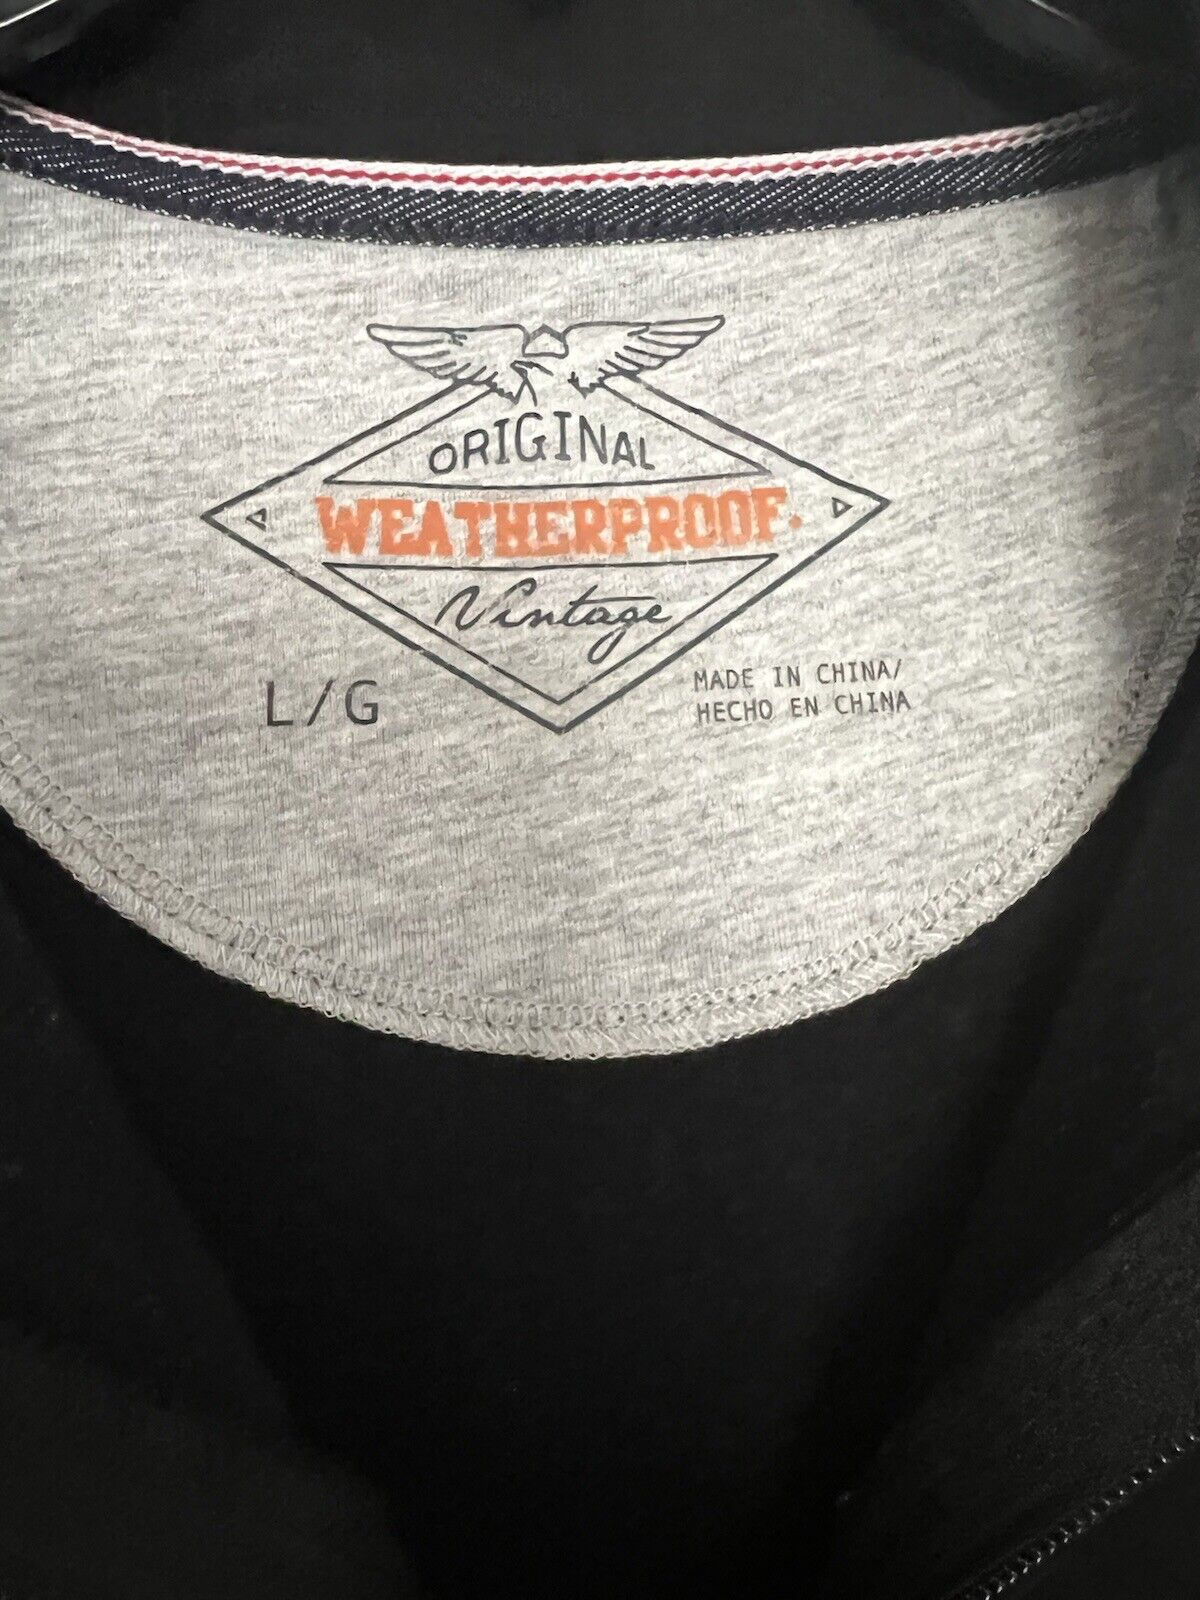 ORIGINAL
WEATHERPROOF.
Vintage
L/G
MADE IN CHINA/
HECHO EN CHINA